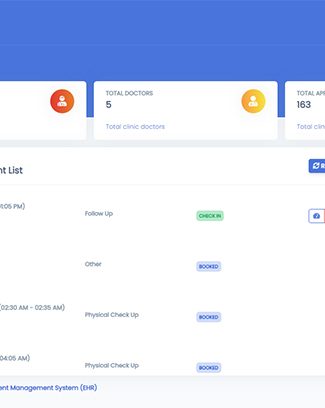 TOTAL DOCTORS
5
Total clinic doctors
TOTAL AP
163
Total clin
nt List
R
1:05 PM)
Follow Up
CHECK IN
Other
BOOKED
(02:30 AM - 02:35 AM)
Physical Check Up
BOOKED
04:05 AM)
Physical Check Up
BOOKED
ent Management System (EHR)